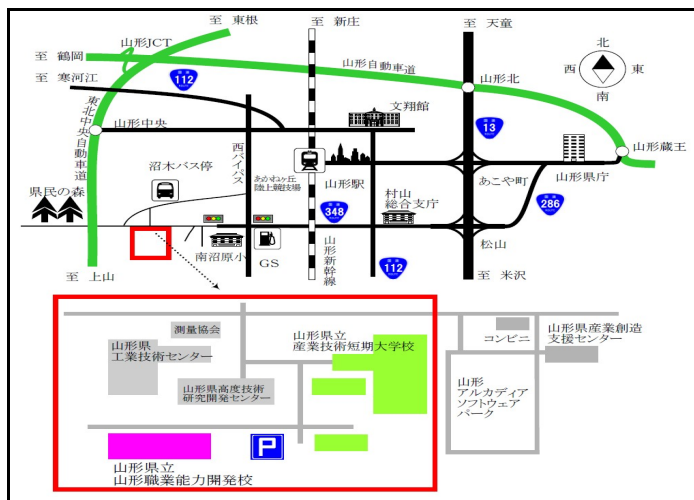 至 東根
至 新庄
至 天童
山形JCT
至 鶴岡
至 寒河江
国道
112
山形自動車道
山形北
北
西
東
南
文翔館
国道
13
東北中央自動車道
山形中央
西バイパス
沼木バス停
あかねヶ丘
陸上競技場
山形駅
あこや町
山形県庁
山形蔵王
県民の森
国道
348
村山
総合支庁
国道
286
南沼原小
GS
山形新幹線
国道
112
松山
至 上山
至 米沢
測量協会
山形県
工業技術センター
山形県立
産業技術短期大学校
コンビニ
山形県産業創造
支援センター
山形県高度技術
研究開発センター
山形
アルカディア
ソフトウェア
パーク
P
山形県立
山形職業能力開発校